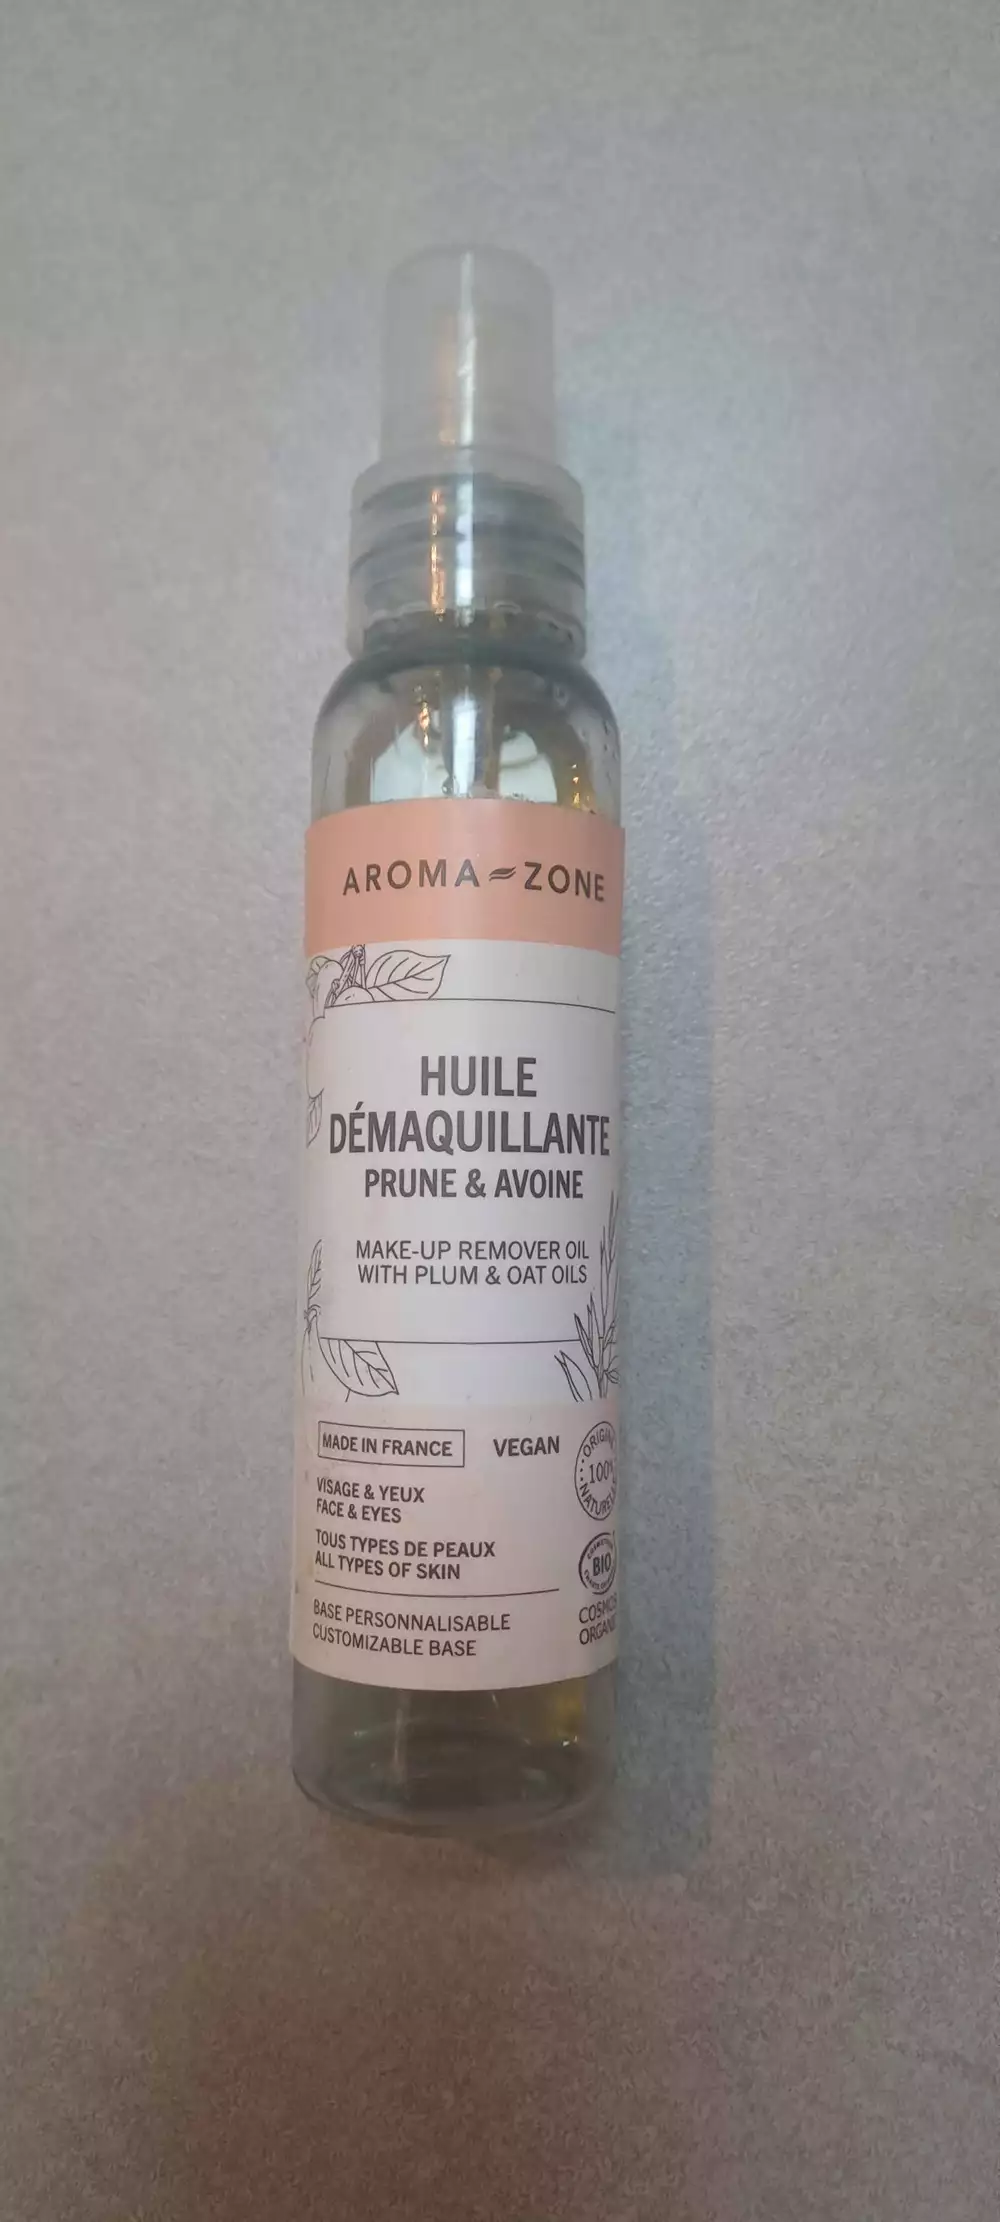 AROMA ZONE
HUILE
DÉMAQUILLANTE
PRUNE & AVOINE
MAKE-UP REMOVER OIL
WITH PLUM & OAT OILS
MADE IN FRANCE
VEGAN
VISAGE & YEUX
FACE & EYES
TOUS TYPES DE PEAUX
ALL TYPES OF SKIN
BASE PERSONNALISABLE
CUSTOMIZABLE BASE
100%
BIO